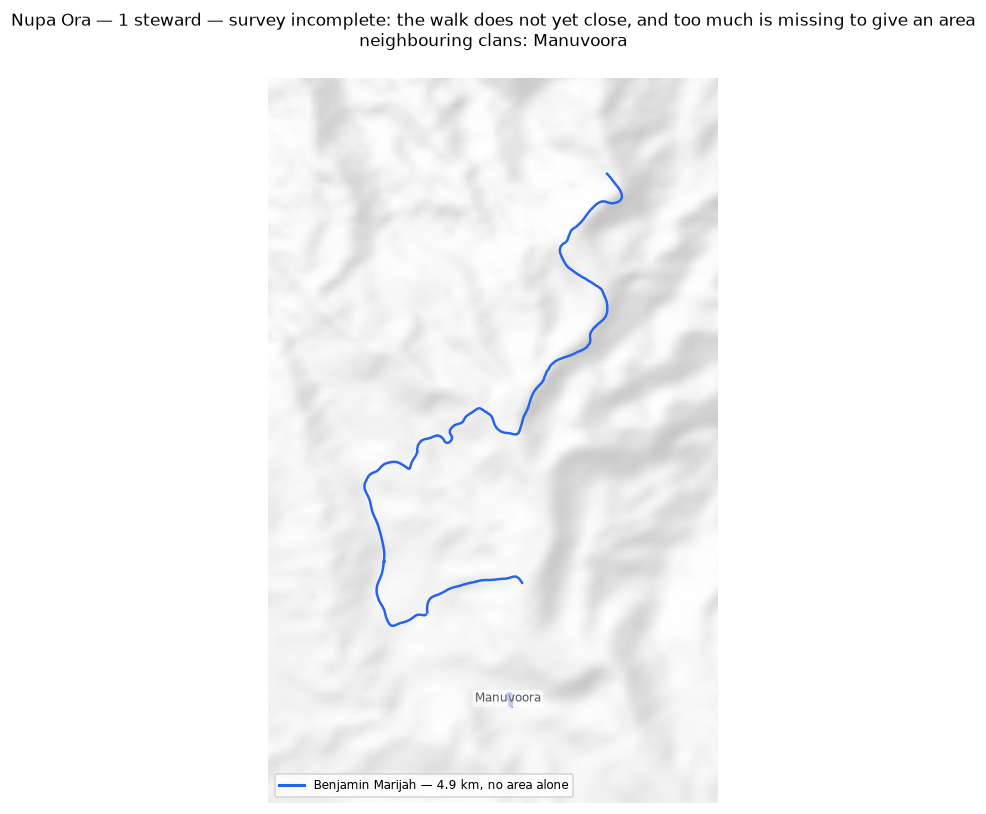 Nupa Ora — 1 steward — survey incomplete: the walk does not yet close, and too much is missing to give an area
neighbouring clans: Manuvoora
Manuvoora
Benjamin Marijah — 4.9 km, no area alone